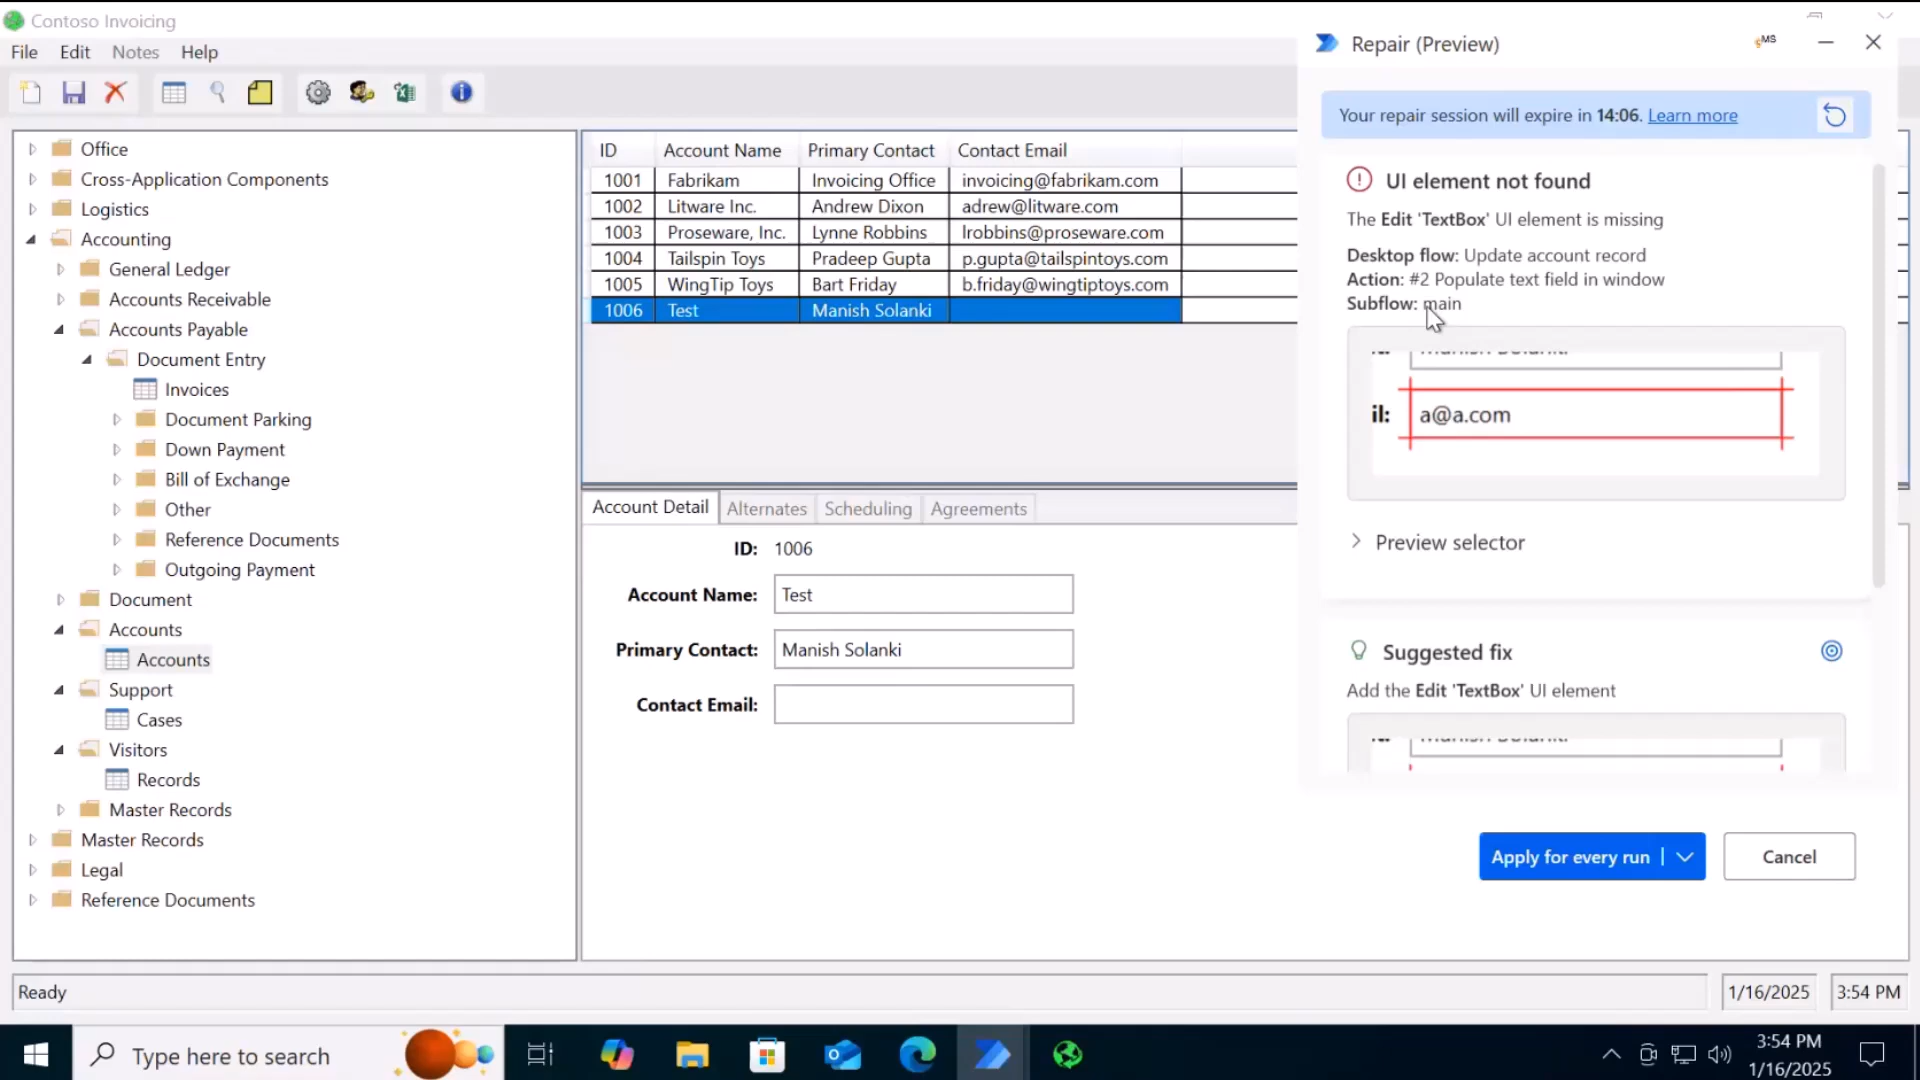 Contoso Invoicing
File Edit Notes Help
Office
Cross-Application Components
Logistics
Accounting
General Ledger
Accounts Receivable
Accounts Payable
Document Entry
Invoices
Document Parking
Down Payment
Bill of Exchange
Other
Reference Documents
Outgoing Payment
Document
Accounts
Accounts
Support
Cases
Visitors
Records
Master Records
Master Records
Legal
Reference Documents
ID Account Name Primary Contact Contact Email
1001 Fabrikam Invoicing Office invoicing@fabrikam.com
1002 Litware Inc. Andrew Dixon adrew@litware.com
1003 Proseware, Inc. Lynne Robbins lrobbins@proseware.com
1004 Tailspin Toys Pradeep Gupta p.gupta@tailspintoys.com
1005 WingTip Toys Bart Friday b.friday@wingtiptoys.com
1006 Test Manish Solanki
Account Detail Alternates Scheduling Agreements
ID: 1006
Account Name: Test
Primary Contact: Manish Solanki
Contact Email:
Repair (Preview)
MS
Your repair session will expire in 14:06. Learn more
UI element not found
The Edit 'TextBox' UI element is missing
Desktop flow: Update account record
Action: #2 Populate text field in window
Subflow: main
il: a@a.com
Preview selector
Suggested fix
Add the Edit 'TextBox' UI element
Apply for every run
Cancel
Ready 1/16/2025 3:54 PM
Type here to search
3:54 PM
1/16/2025